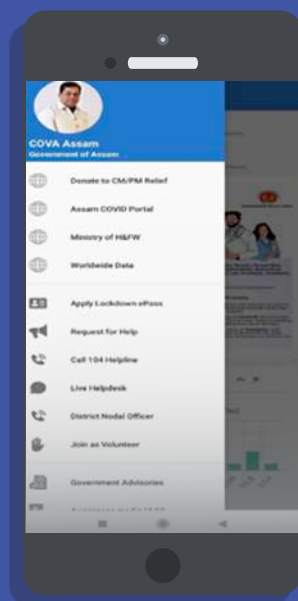 COVA Assam
Government of Assam
Donate to CM/PM Relief
Assam COVID Portal
Ministry of H&FW
Worldwide Data
Apply Lockdown ePass
Request for Help
Call 104 Helpline
Live Helpdesk
District Nodal Officer
Join as Volunteer
Government Advisories